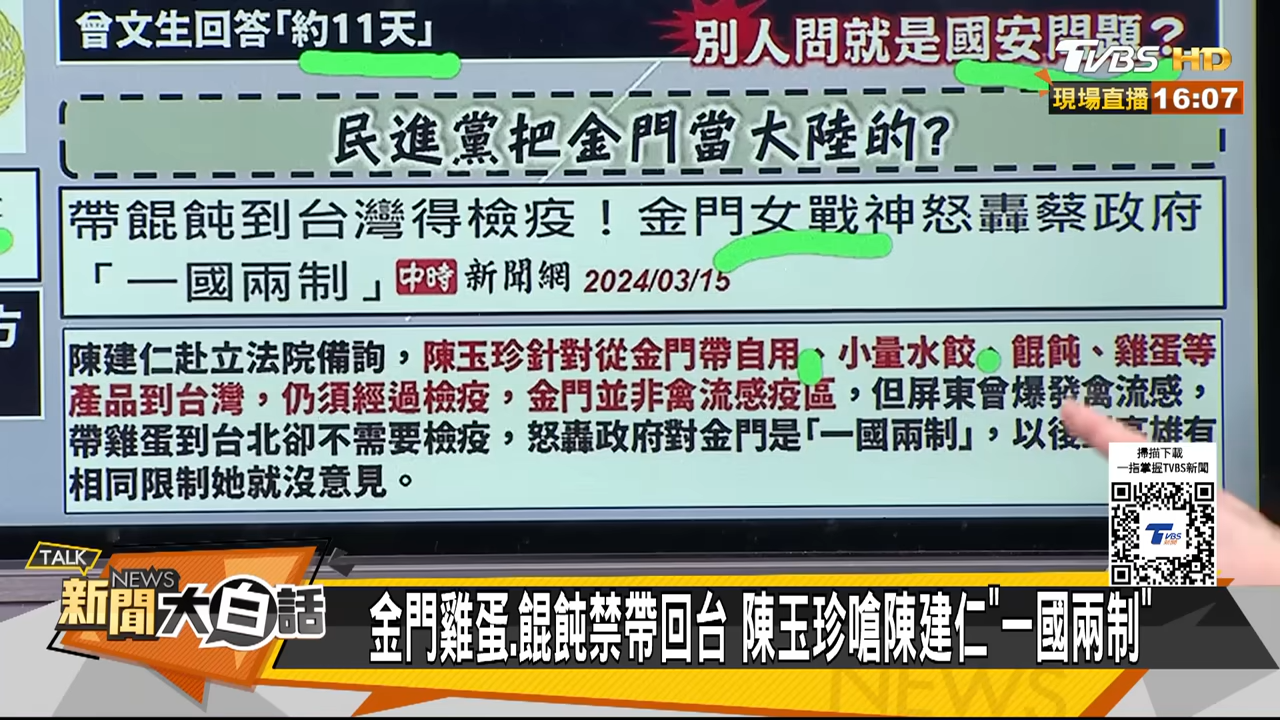 曾文生回答「約11天」
別人問就是國安問題？
TVBS HD
現場直播 16:07
民進黨把金門當大陸的？
帶餛飩到台灣得檢疫！金門女戰神怒轟蔡政府
「一國兩制」中時新聞網 2024/03/15
陳建仁赴立法院備詢，陳玉珍針對從金門帶自用、小量水餃、餛飩、雞蛋等
產品到台灣，仍須經過檢疫，金門並非禽流感疫區，但屏東曾爆發禽流感，
帶雞蛋到台北卻不需要檢疫，怒轟政府對金門是「一國兩制」，以後高雄有
相同限制她就沒意見。
方
掃描下載
一指掌握TVBS新聞
TVBS
新聞
TALK
NEWS
新聞大白話
金門雞蛋.餛飩禁帶回台 陳玉珍嗆陳建仁"一國兩制"
NEWS